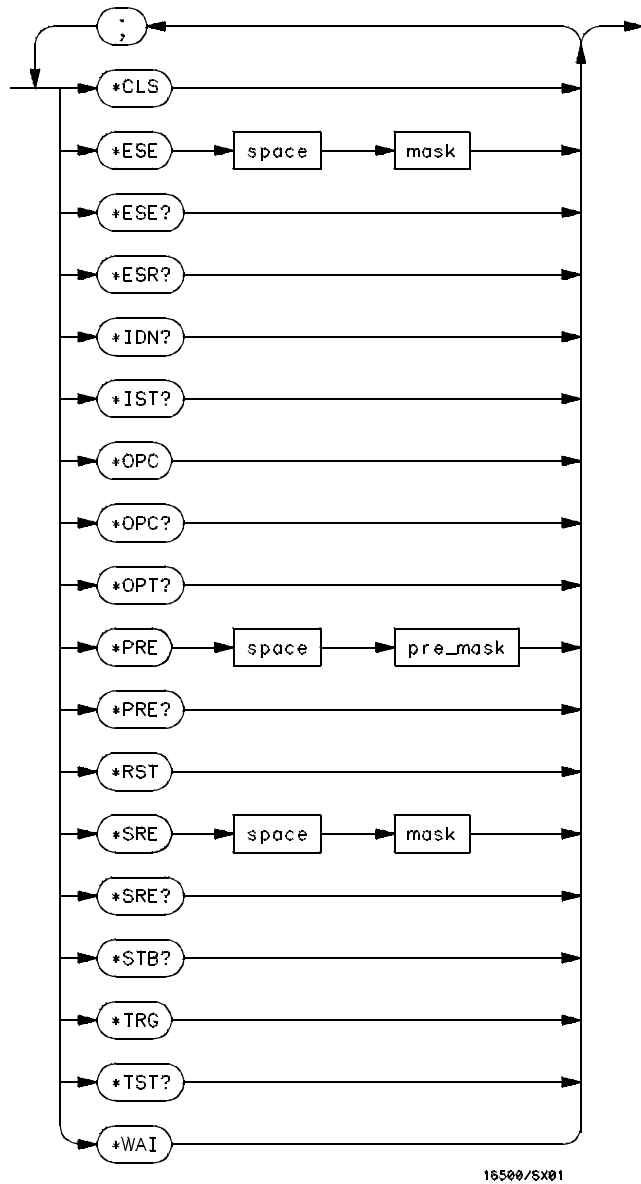 ;
*CLS
*ESE space mask
*ESE?
*ESR?
*IDN?
*IST?
*OPC
*OPC?
*OPT?
*PRE space pre_mask
*PRE?
*RST
*SRE space mask
*SRE?
*STB?
*TRG
*TST?
*WAI
16500/SX01